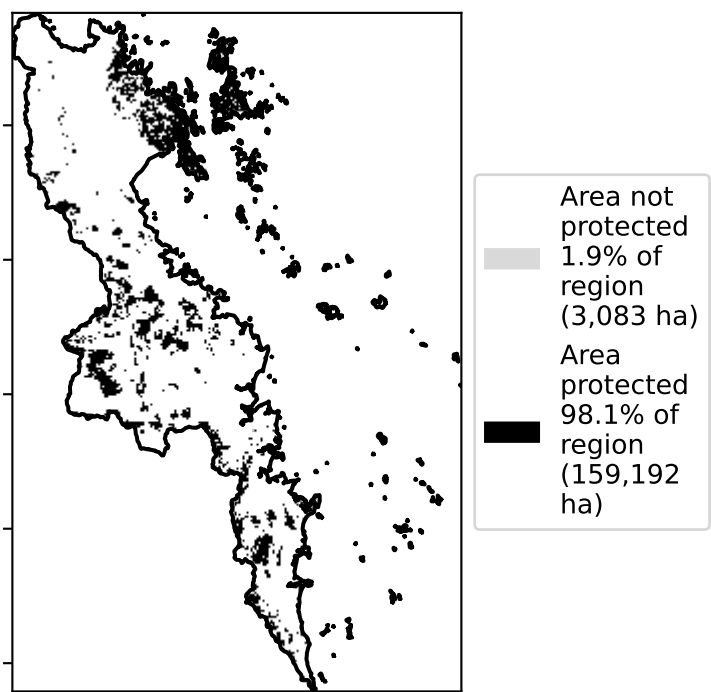 Area not
protected
1.9% of
region
(3,083 ha)
Area
protected
98.1% of
region
(159,192
ha)